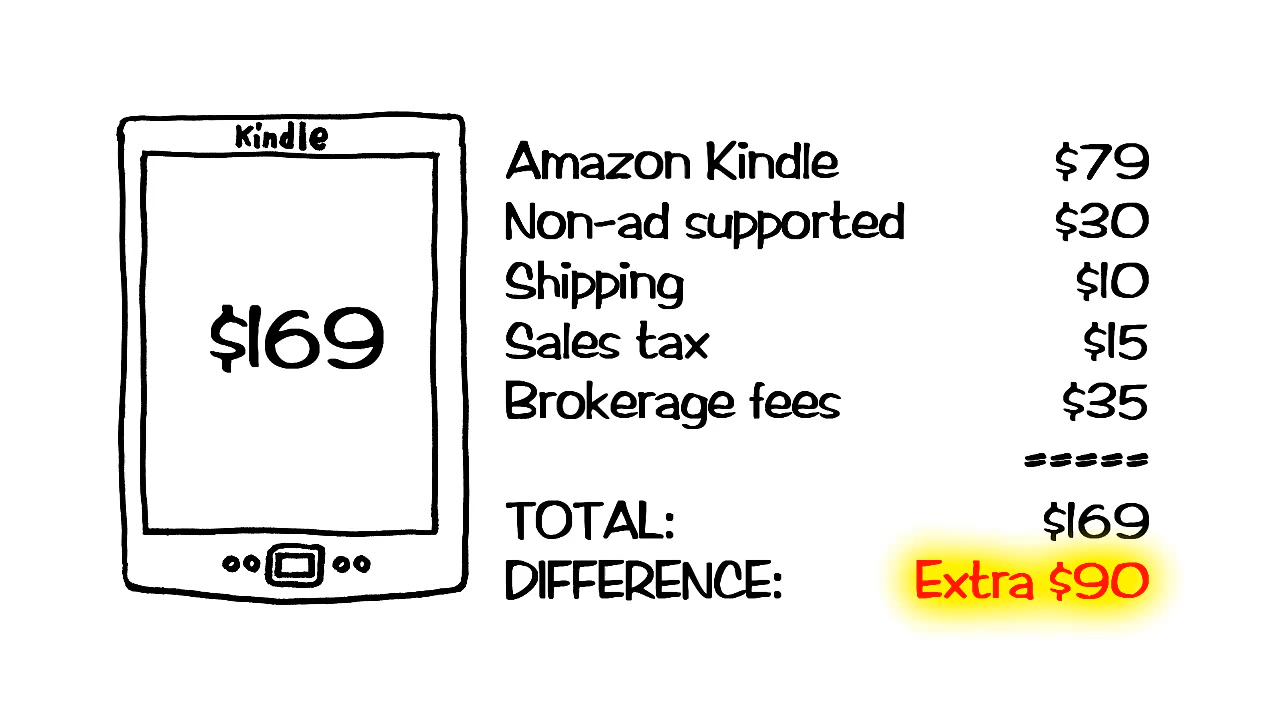 Kindle
$169
Amazon Kindle $79
Non-ad supported $30
Shipping $10
Sales tax $15
Brokerage fees $35
=====
TOTAL: $169
DIFFERENCE: Extra $90